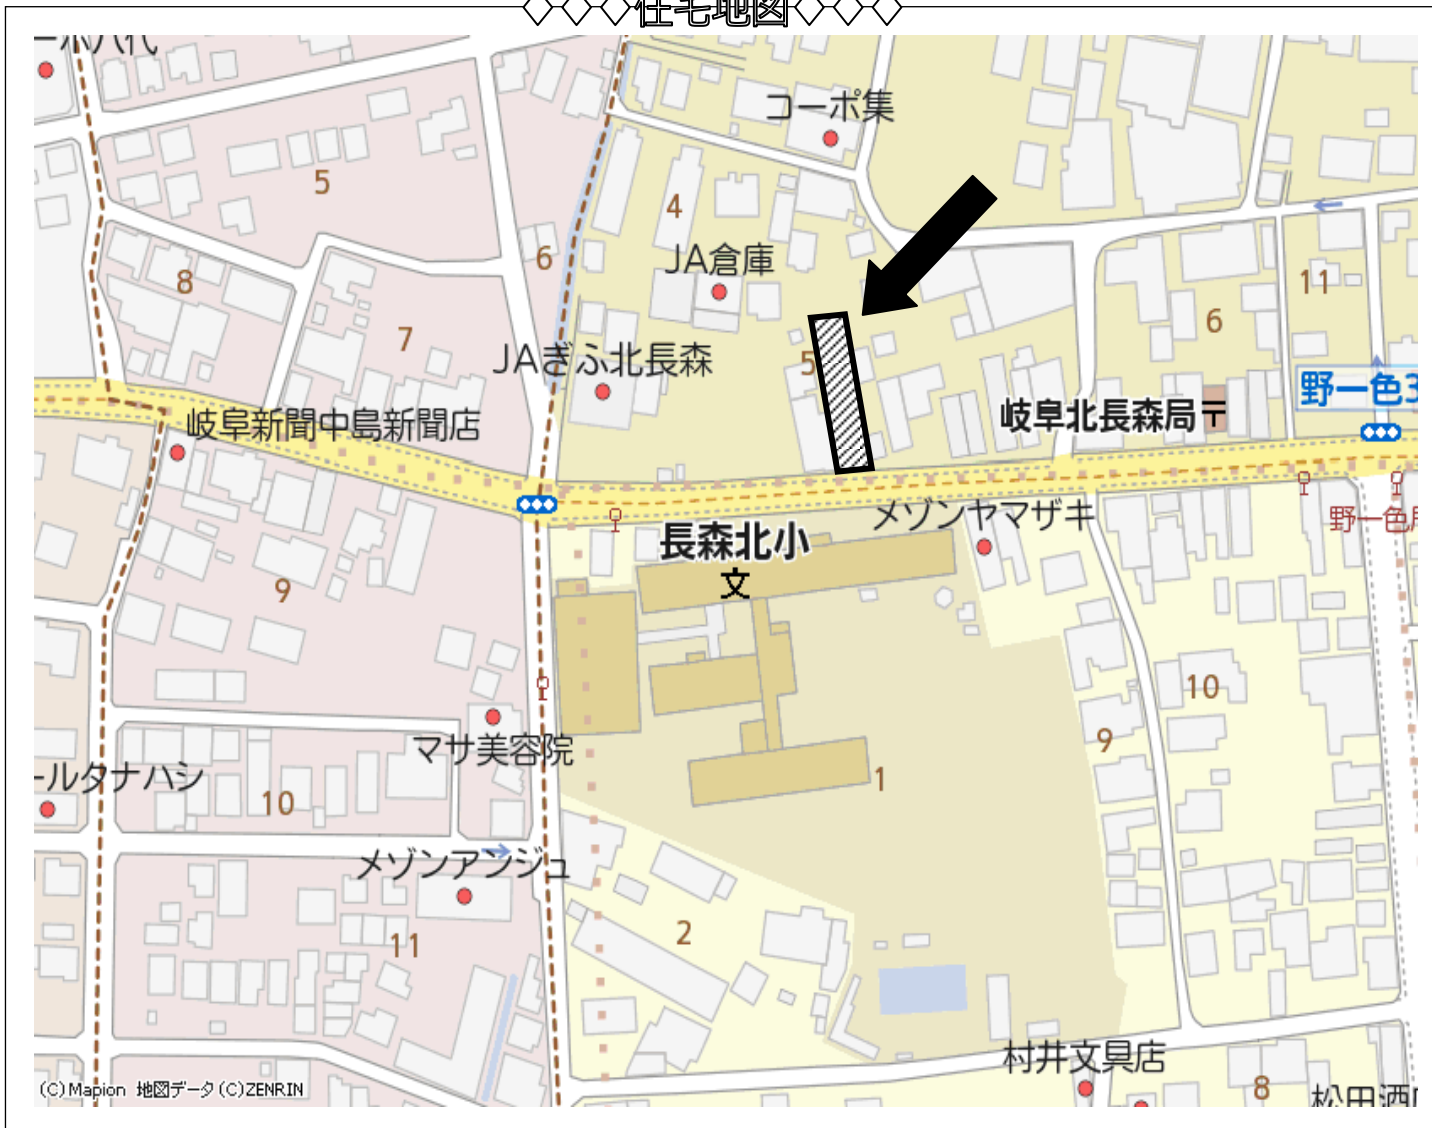 ◇◇◇住宅地図◇◇◇
コーポ集
5
4
6
JA倉庫
8
11
6
7
JAぎふ北長森
5
野一色3
岐阜北長森局〒
岐阜新聞中島新聞店
メゾンヤマザキ
野一色
長森北小
文
9
10
9
マサ美容院
ールタナハシ
1
10
メゾンアンジュ
2
11
村井文具店
8
松田酒
(C)Mapion 地図データ(C)ZENRIN